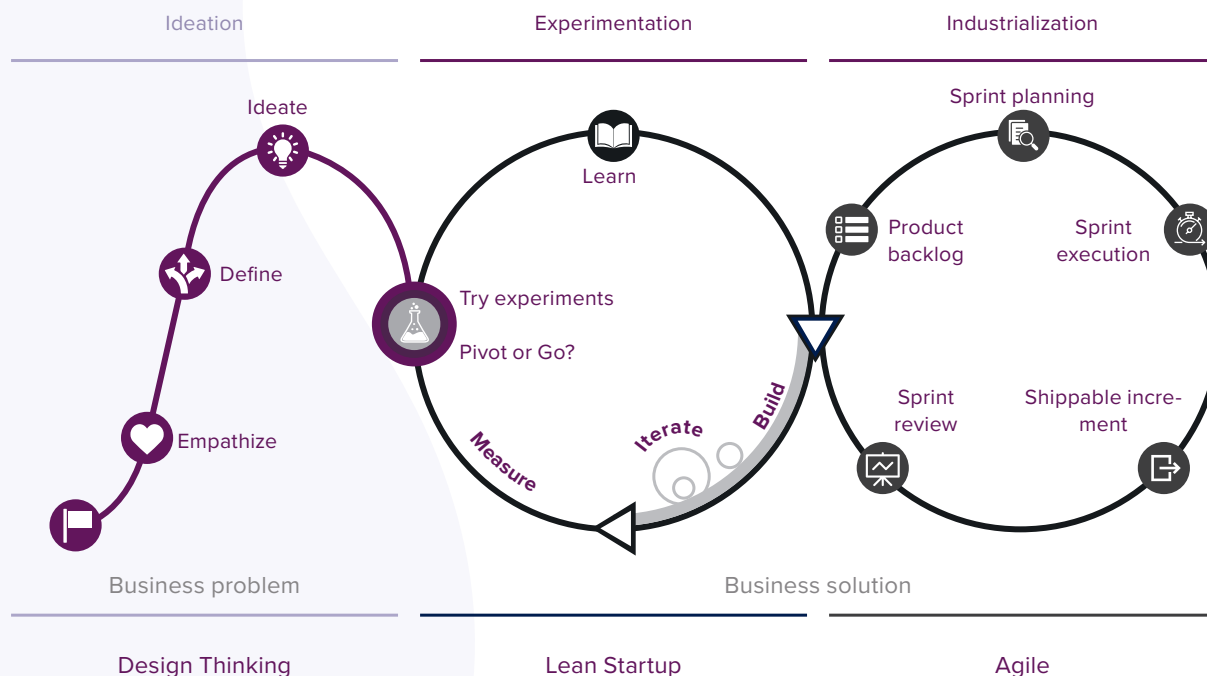 Ideation
Experimentation
Industrialization
Ideate
Sprint planning
Learn
Product
backlog
Sprint
execution
Define
Try experiments
Pivot or Go?
Empathize
Measure
Iterate
Build
Sprint
review
Shippable incre-
ment
Business problem
Business solution
Design Thinking
Lean Startup
Agile